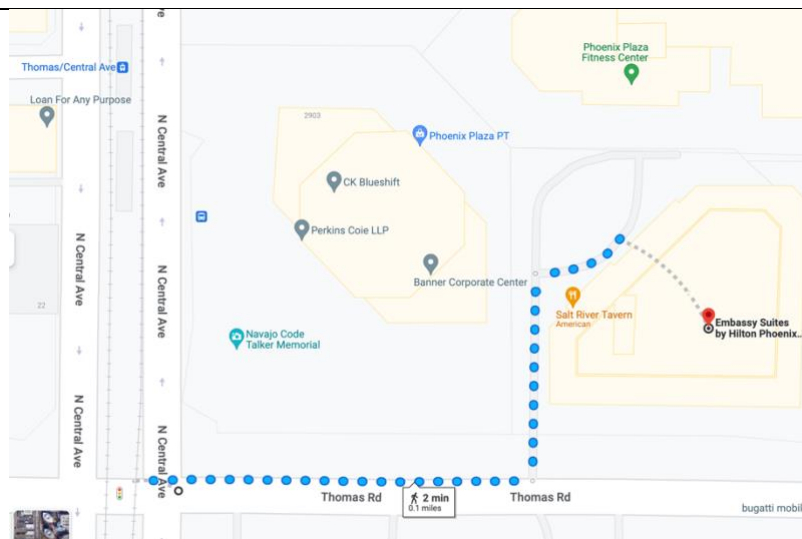 ve
Thomas/Central Ave
Loan For Any Purpose
N Central Ave
2903
Phoenix Plaza PT
Phoenix Plaza
Fitness Center
CK Blueshift
Perkins Coie LLP
Banner Corporate Center
N Central Ave
N Central Ave
22
Navajo Code
Talker Memorial
Salt River Tavern
American
Embassy Suites
by Hilton Phoenix...
N Central Ave
N Central Ave
Thomas Rd
2 min
0.1 miles
Thomas Rd
bugatti mobil